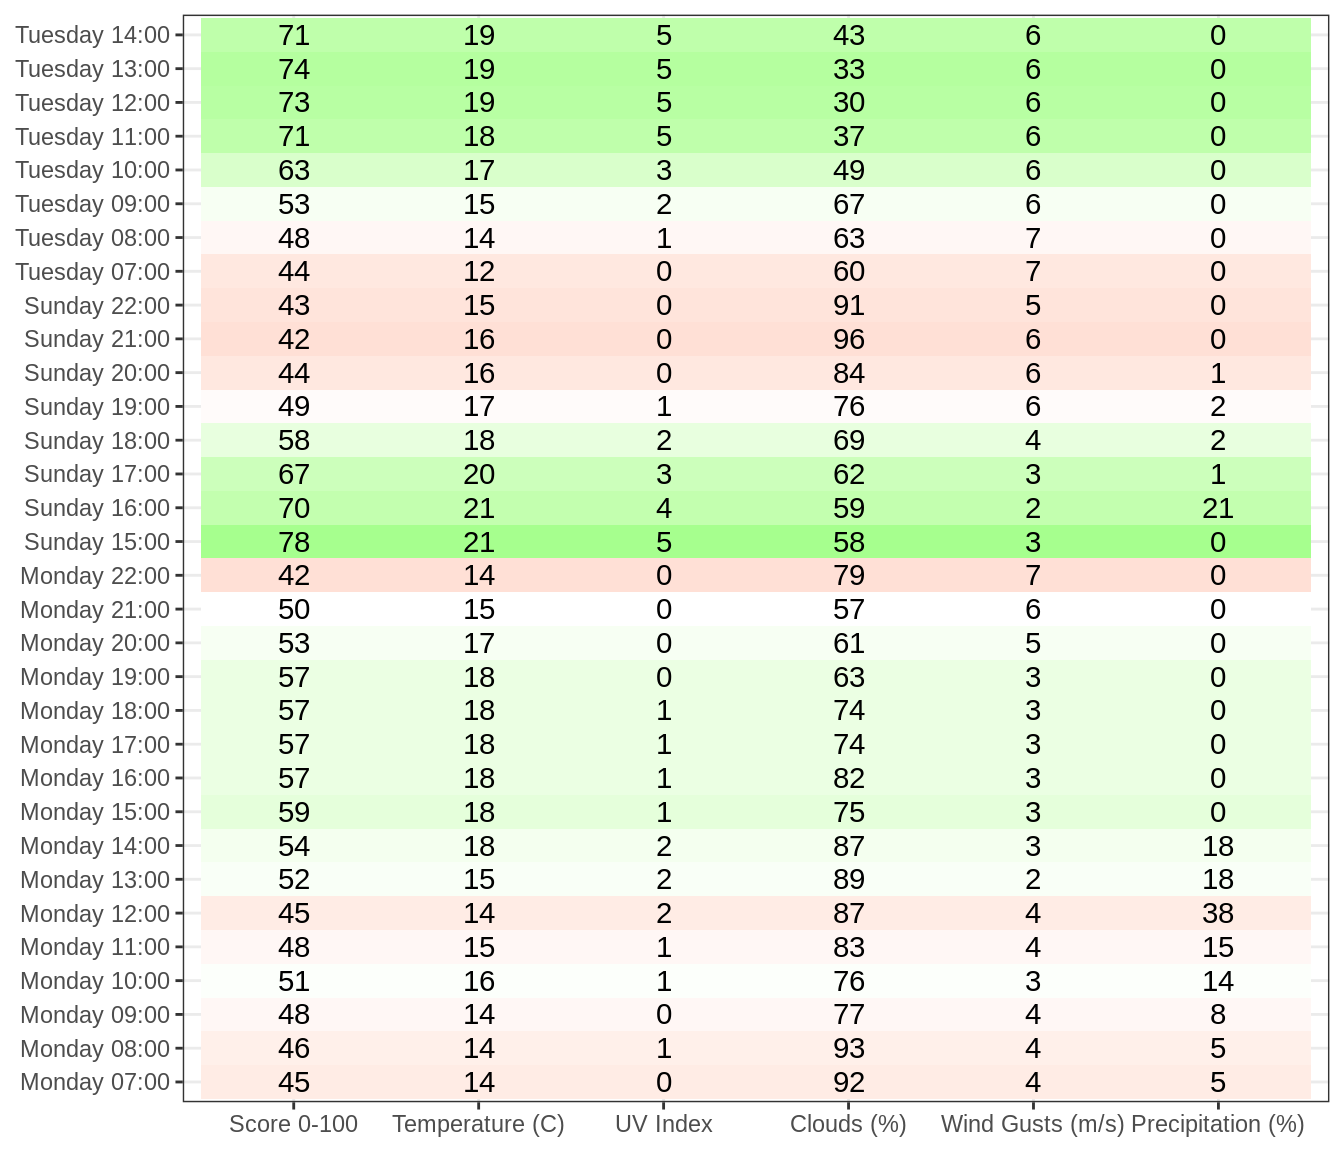 Tuesday 14:00 71 19 5 43 6 0
Tuesday 13:00 74 19 5 33 6 0
Tuesday 12:00 73 19 5 30 6 0
Tuesday 11:00 71 18 5 37 6 0
Tuesday 10:00 63 17 3 49 6 0
Tuesday 09:00 53 15 2 67 6 0
Tuesday 08:00 48 14 1 63 7 0
Tuesday 07:00 44 12 0 60 7 0
Sunday 22:00 43 15 0 91 5 0
Sunday 21:00 42 16 0 96 6 0
Sunday 20:00 44 16 0 84 6 1
Sunday 19:00 49 17 1 76 6 2
Sunday 18:00 58 18 2 69 4 2
Sunday 17:00 67 20 3 62 3 1
Sunday 16:00 70 21 4 59 2 21
Sunday 15:00 78 21 5 58 3 0
Monday 22:00 42 14 0 79 7 0
Monday 21:00 50 15 0 57 6 0
Monday 20:00 53 17 0 61 5 0
Monday 19:00 57 18 0 63 3 0
Monday 18:00 57 18 1 74 3 0
Monday 17:00 57 18 1 74 3 0
Monday 16:00 57 18 1 82 3 0
Monday 15:00 59 18 1 75 3 0
Monday 14:00 54 18 2 87 3 18
Monday 13:00 52 15 2 89 2 18
Monday 12:00 45 14 2 87 4 38
Monday 11:00 48 15 1 83 4 15
Monday 10:00 51 16 1 76 3 14
Monday 09:00 48 14 0 77 4 8
Monday 08:00 46 14 1 93 4 5
Monday 07:00 45 14 0 92 4 5
Score 0-100 Temperature (C) UV Index Clouds (%) Wind Gusts (m/s) Precipitation (%)